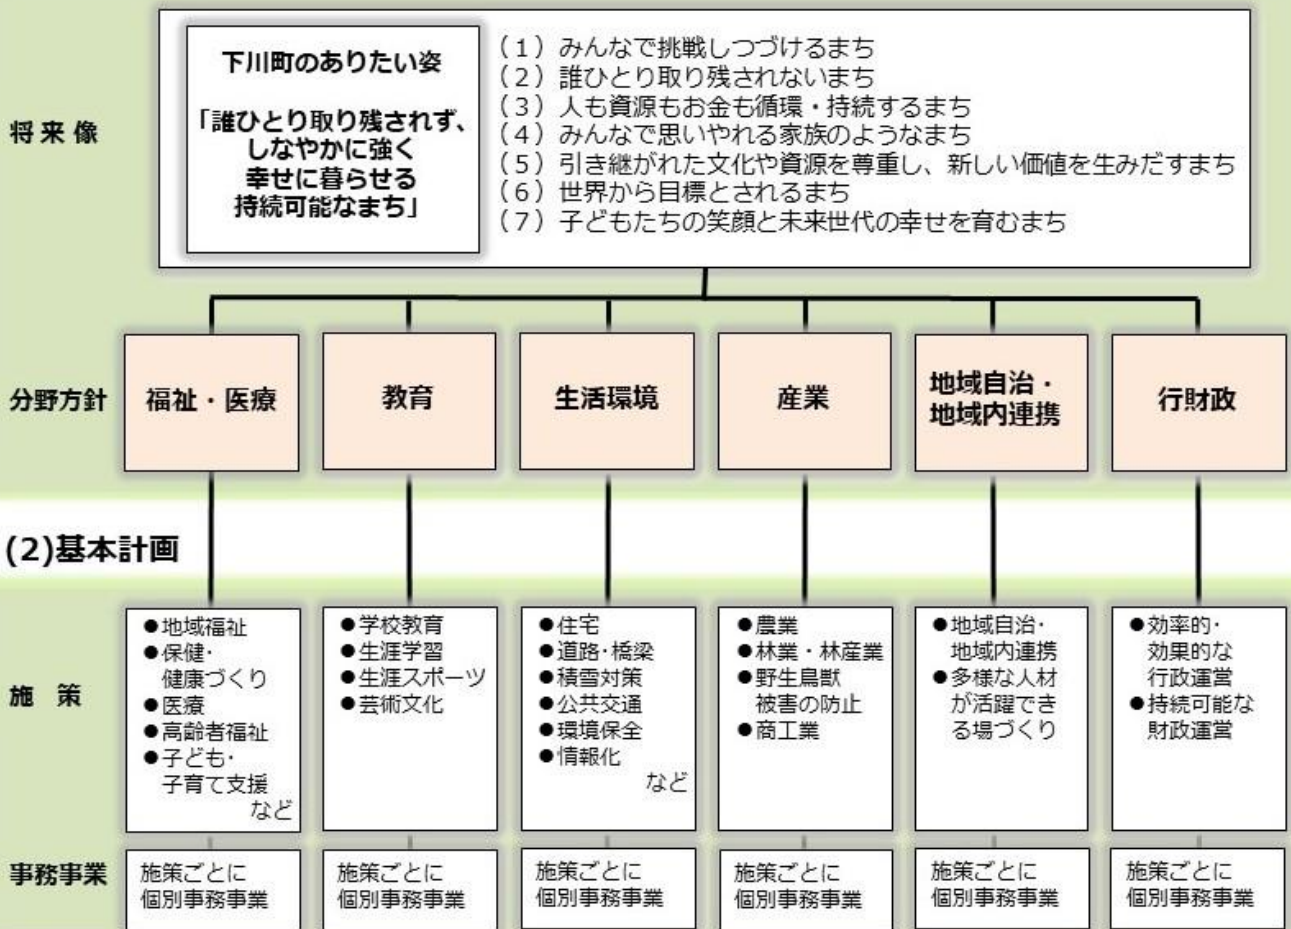 将来像
下川町のありたい姿
「誰ひとり取り残されず、
しなやかに強く
幸せに暮らせる
持続可能なまち」
（1）みんなで挑戦しつづけるまち
（2）誰ひとり取り残されないまち
（3）人も資源もお金も循環・持続するまち
（4）みんなで思いやれる家族のようなまち
（5）引き継がれた文化や資源を尊重し、新しい価値を生みだすまち
（6）世界から目標とされるまち
（7）子どもたちの笑顔と未来世代の幸せを育むまち
分野方針
福祉・医療
教育
生活環境
産業
地域自治・
地域内連携
行財政
(2)基本計画
施 策
●地域福祉
●保健・
健康づくり
●医療
●高齢者福祉
●子ども・
子育て支援
など
●学校教育
●生涯学習
●生涯スポーツ
●芸術文化
●住宅
●道路・橋梁
●積雪対策
●公共交通
●環境保全
●情報化
など
●農業
●林業・林産業
●野生鳥獣
被害の防止
●商工業
●地域自治・
地域内連携
●多様な人材
が活躍でき
る場づくり
●効率的・
効果的な
行政運営
●持続可能な
財政運営
事務事業
施策ごとに
個別事務事業
施策ごとに
個別事務事業
施策ごとに
個別事務事業
施策ごとに
個別事務事業
施策ごとに
個別事務事業
施策ごとに
個別事務事業